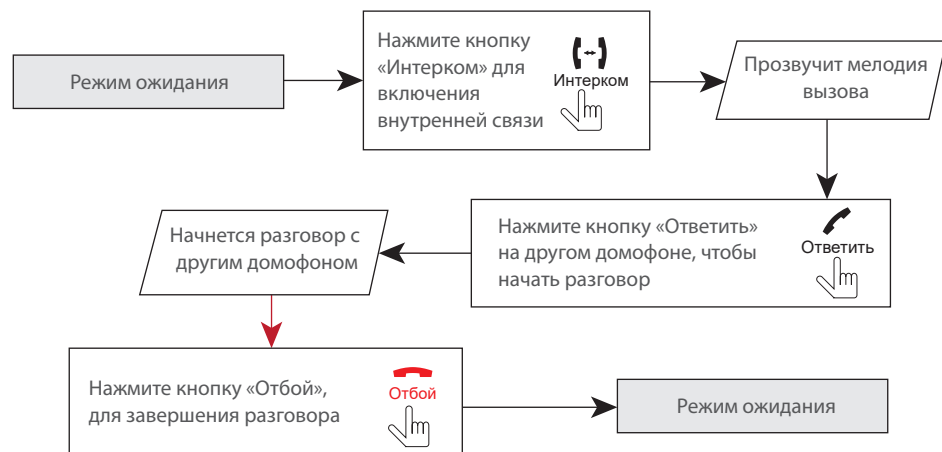 Режим ожидания
Нажмите кнопку
«Интерком» для
включения
внутренней связи
Интерком
Прозвучит мелодия
вызова
Нажмите кнопку «Ответить»
на другом домофоне, чтобы
начать разговор
Ответить
Начнется разговор с
другим домофоном
Нажмите кнопку «Отбой»,
для завершения разговора
Отбой
Режим ожидания